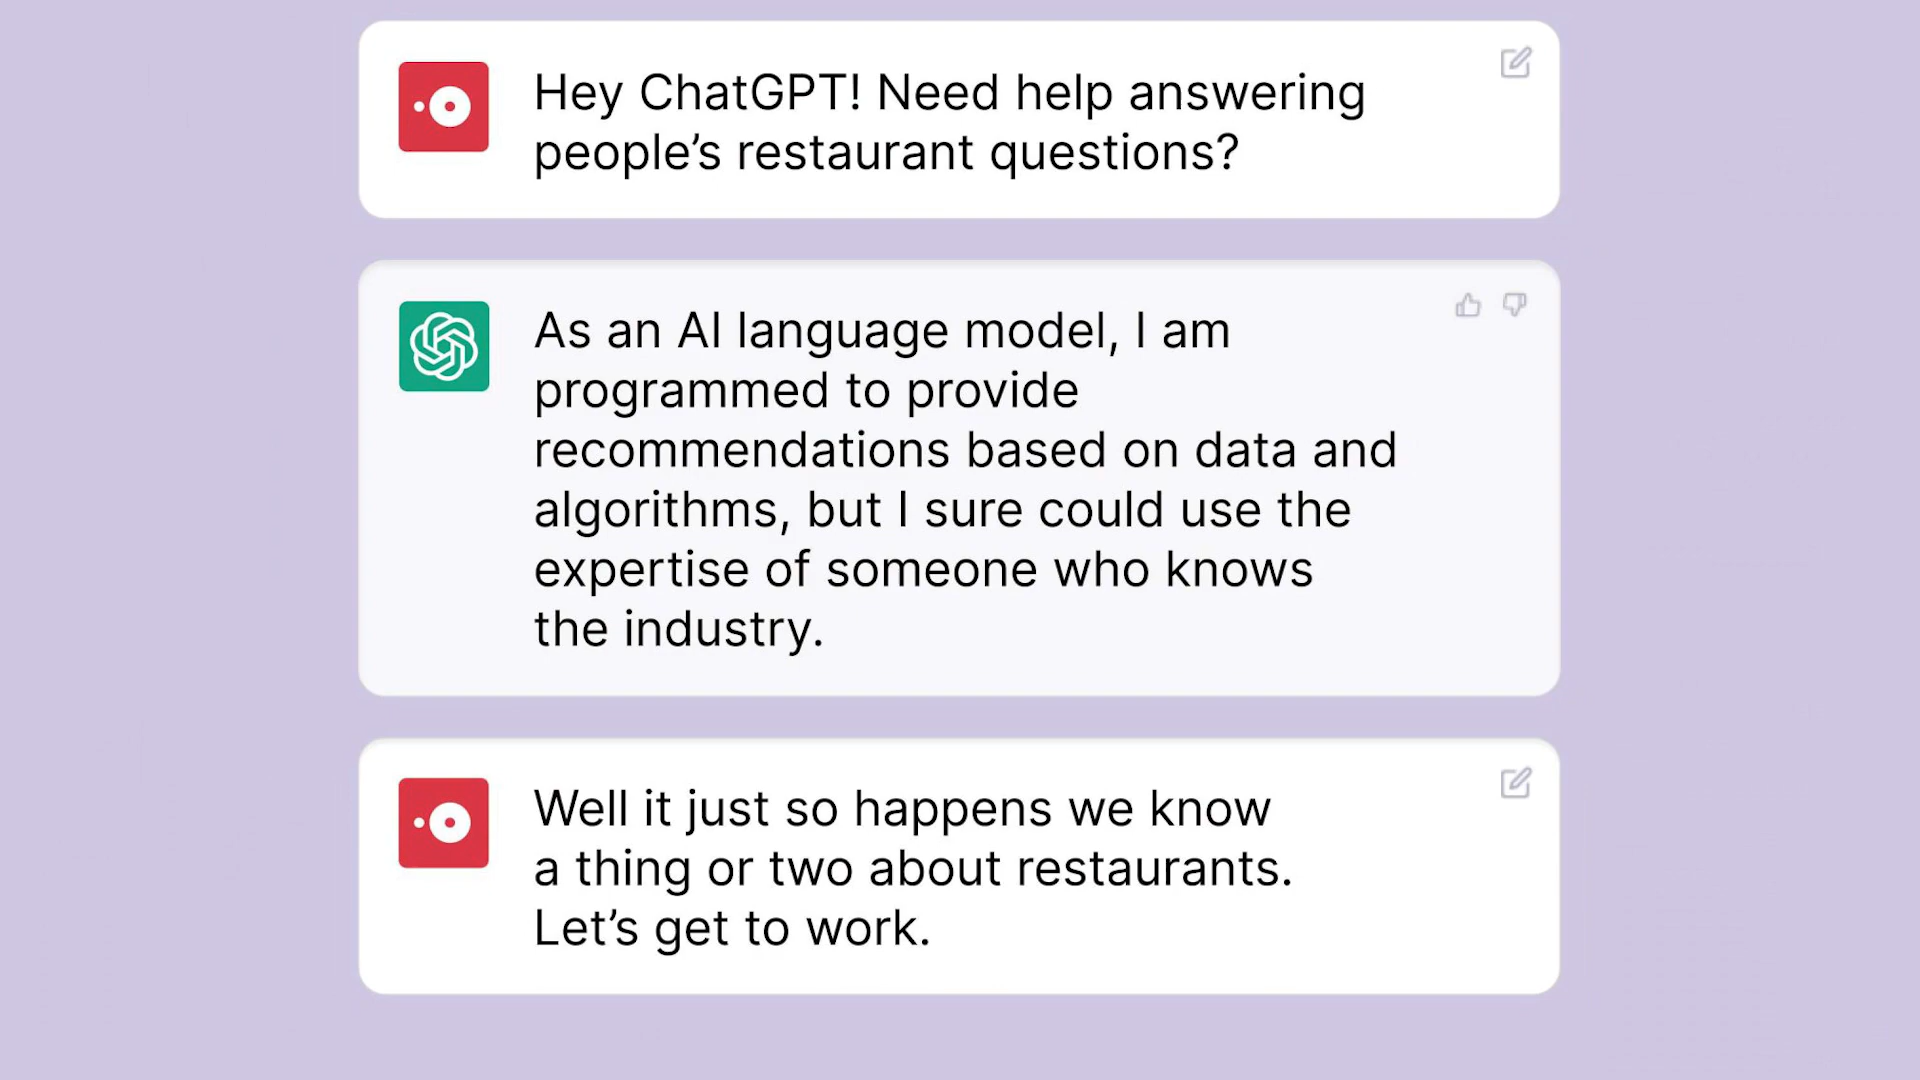 Hey ChatGPT! Need help answering
people’s restaurant questions?
As an AI language model, I am
programmed to provide
recommendations based on data and
algorithms, but I sure could use the
expertise of someone who knows
the industry.
Well it just so happens we know
a thing or two about restaurants.
Let’s get to work.